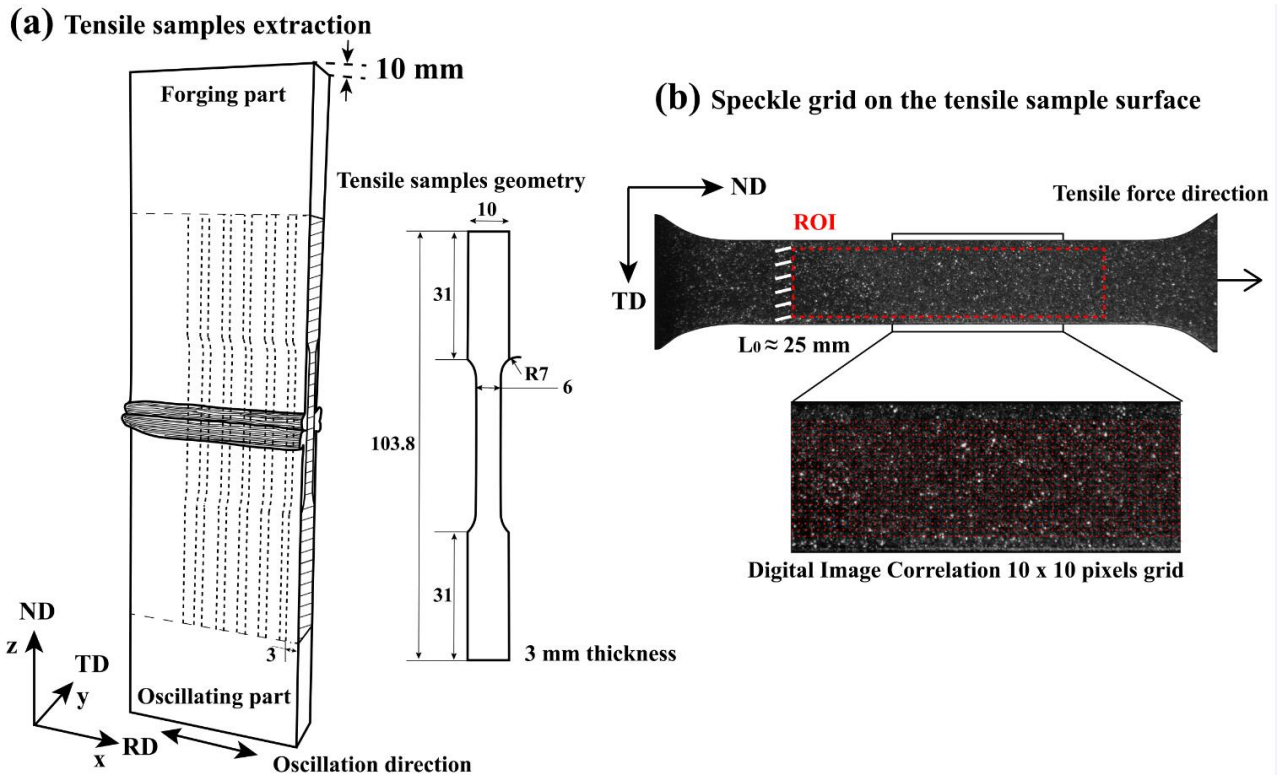 (a) Tensile samples extraction
10 mm
Forging part
Tensile samples geometry
10
31
R7
6
103.8
31
3 mm thickness
3
ND
z
TD
y
Oscillating part
x
RD
Oscillation direction
(b) Speckle grid on the tensile sample surface
ND
Tensile force direction
ROI
TD
L0 ≈ 25 mm
Digital Image Correlation 10 x 10 pixels grid